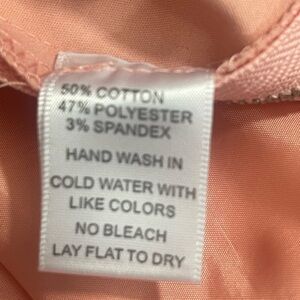 50% COTTON
47% POLYESTER
3% SPANDEX
HAND WASH IN
COLD WATER WITH
LIKE COLORS
NO BLEACH
LAY FLAT TO DRY